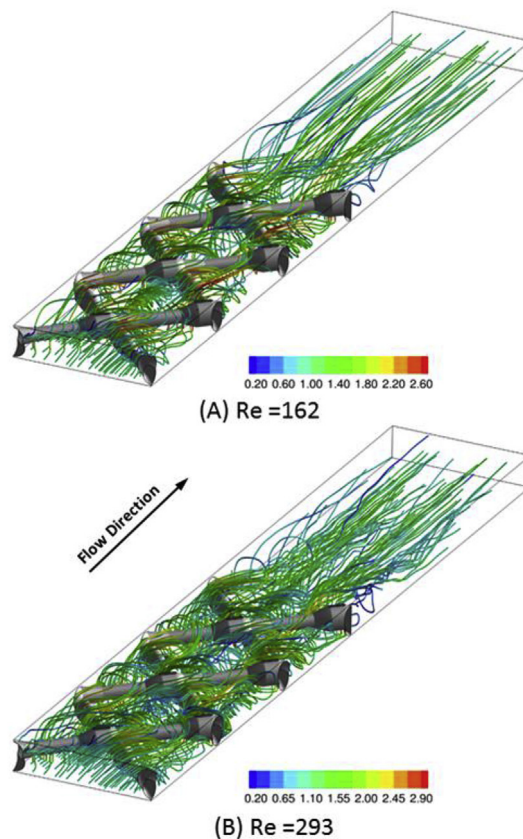 0.20 0.60 1.00 1.40 1.80 2.20 2.60
(A) Re =162
Flow Direction
0.20 0.65 1.10 1.55 2.00 2.45 2.90
(B) Re =293